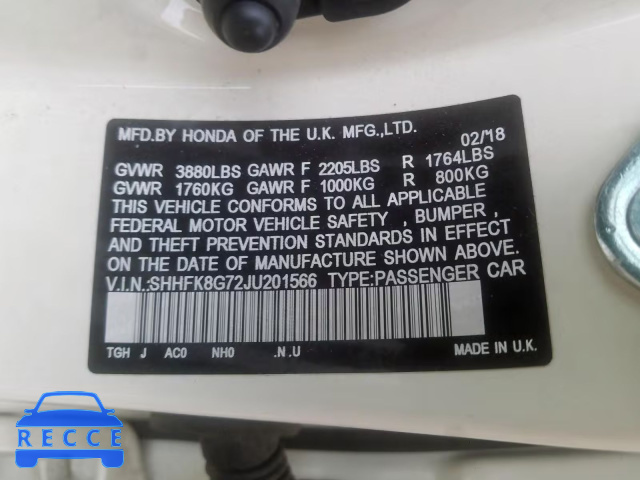 MFD.BY HONDA OF THE U.K. MFG.,LTD. 02/18
GVWR 3880LBS GAWR F 2205LBS R 1764LBS
GVWR 1760KG GAWR F 1000KG R 800KG
THIS VEHICLE CONFORMS TO ALL APPLICABLE
FEDERAL MOTOR VEHICLE SAFETY , BUMPER ,
AND THEFT PREVENTION STANDARDS IN EFFECT
ON THE DATE OF MANUFACTURE SHOWN ABOVE.
V.I.N.:SHHFK8G72JU201566 TYPE:PASSENGER CAR
TGH J AC0 NH0 .N.U MADE IN U.K.
RECCE